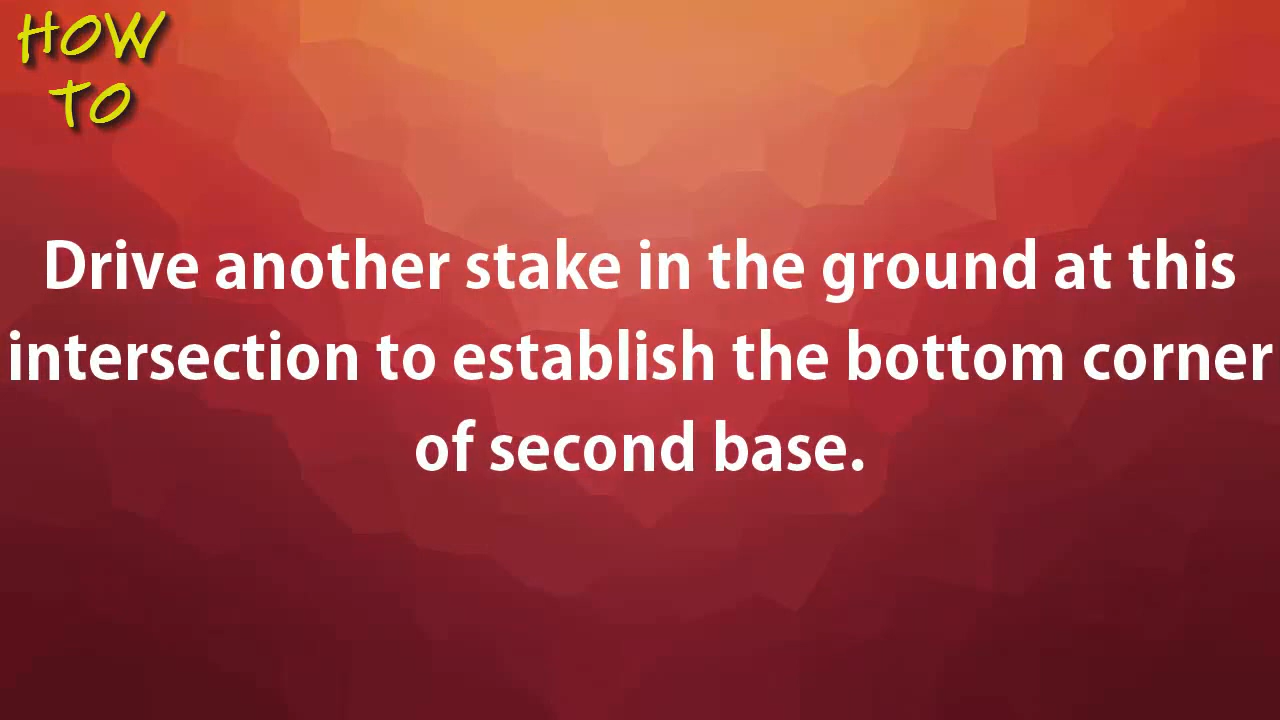 HOW
TO
Drive another stake in the ground at this
intersection to establish the bottom corner
of second base.